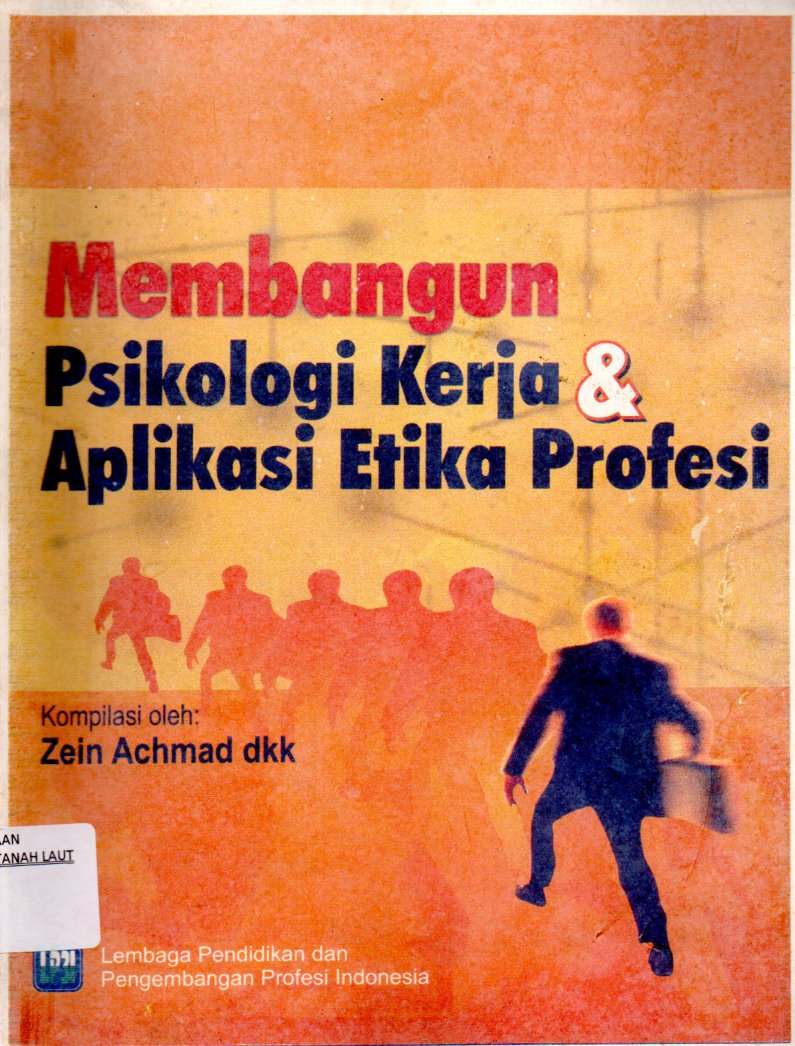 Membangun
Psikologi Kerja &
Aplikasi Etika Profesi
Kompilasi oleh:
Zein Achmad dkk
TANAH LAUT
Lembaga Pendidikan dan
Pengembangan Profesi Indonesia